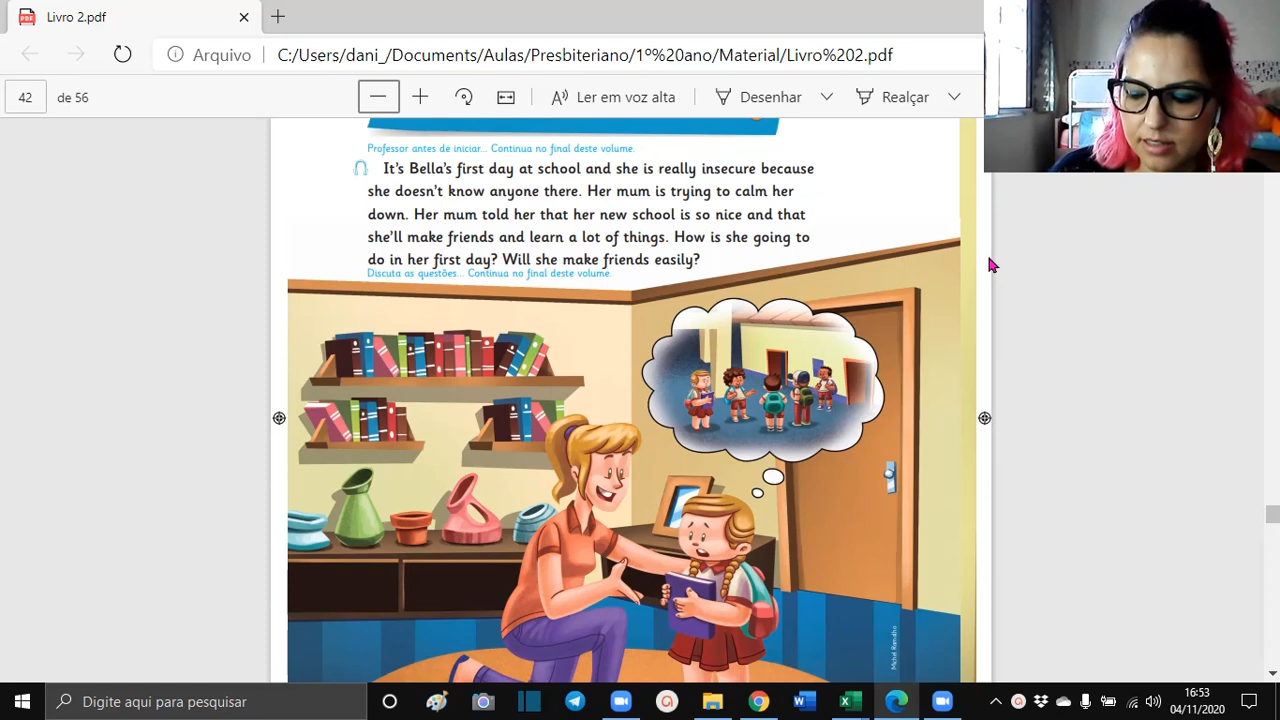 Livro 2.pdf
Arquivo
C:/Users/dani_/Documents/Aulas/Presbiteriano/1º%20ano/Material/Livro%202.pdf
42
de 56
Ler em voz alta
Desenhar
Realçar
Professor antes de iniciar... Continua no final deste volume.
It's Bella's first day at school and she is really insecure because
she doesn't know anyone there. Her mum is trying to calm her
down. Her mum told her that her new school is so nice and that
she'll make friends and learn a lot of things. How is she going to
do in her first day? Will she make friends easily?
Discuta as questões... Continua no final deste volume.
Michel Ramalho
Digite aqui para pesquisar
16:53
04/11/2020